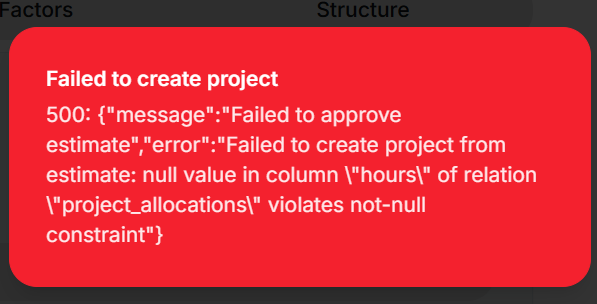 Factors Structure
Failed to create project
500: {"message":"Failed to approve
estimate","error":"Failed to create project from
estimate: null value in column \"hours\" of relation
\"project_allocations\" violates not-null
constraint"}